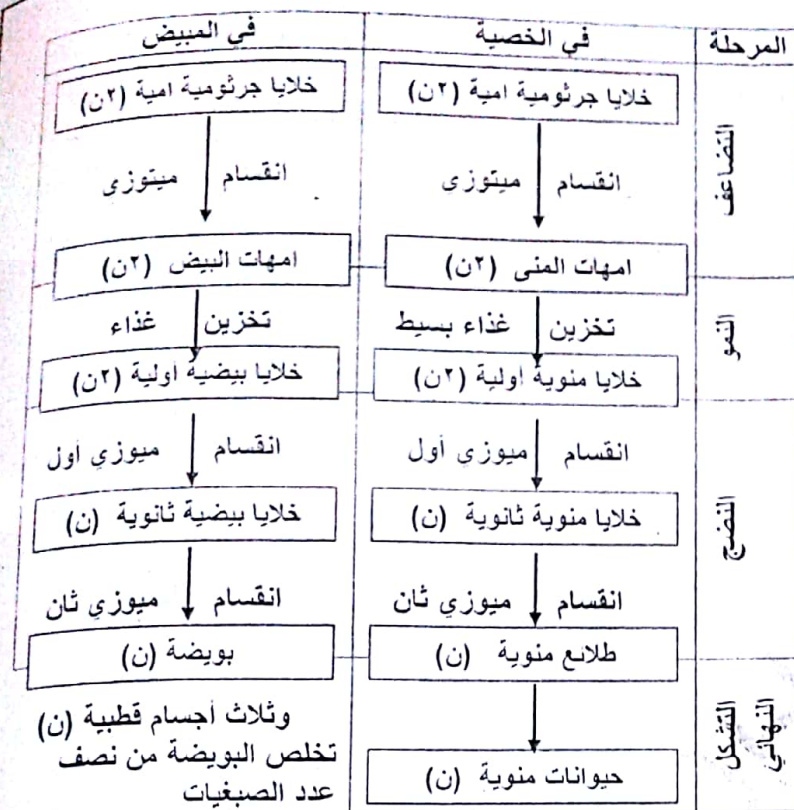 المرحلة
في الخصية
في المبيض
التضاعف
خلايا جرثومية امية (٢ن)
خلايا جرثومية امية (٢ن)
انقسام ميتوزى
انقسام ميتوزى
امهات المنى (٢ن)
امهات البيض (٢ن)
النمو
تخزين غذاء بسيط
تخزين غذاء
خلايا منوية أولية (٢ن)
خلايا بيضية أولية (٢ن)
النضج
انقسام ميوزي أول
انقسام ميوزي أول
خلايا منوية ثانوية (ن)
خلايا بيضية ثانوية (ن)
انقسام ميوزي ثان
انقسام ميوزي ثان
طلائع منوية (ن)
بويضة (ن)
التشكل
النهائي
حيوانات منوية (ن)
وثلاث أجسام قطبية (ن)
تخلص البويضة من نصف
عدد الصبغيات